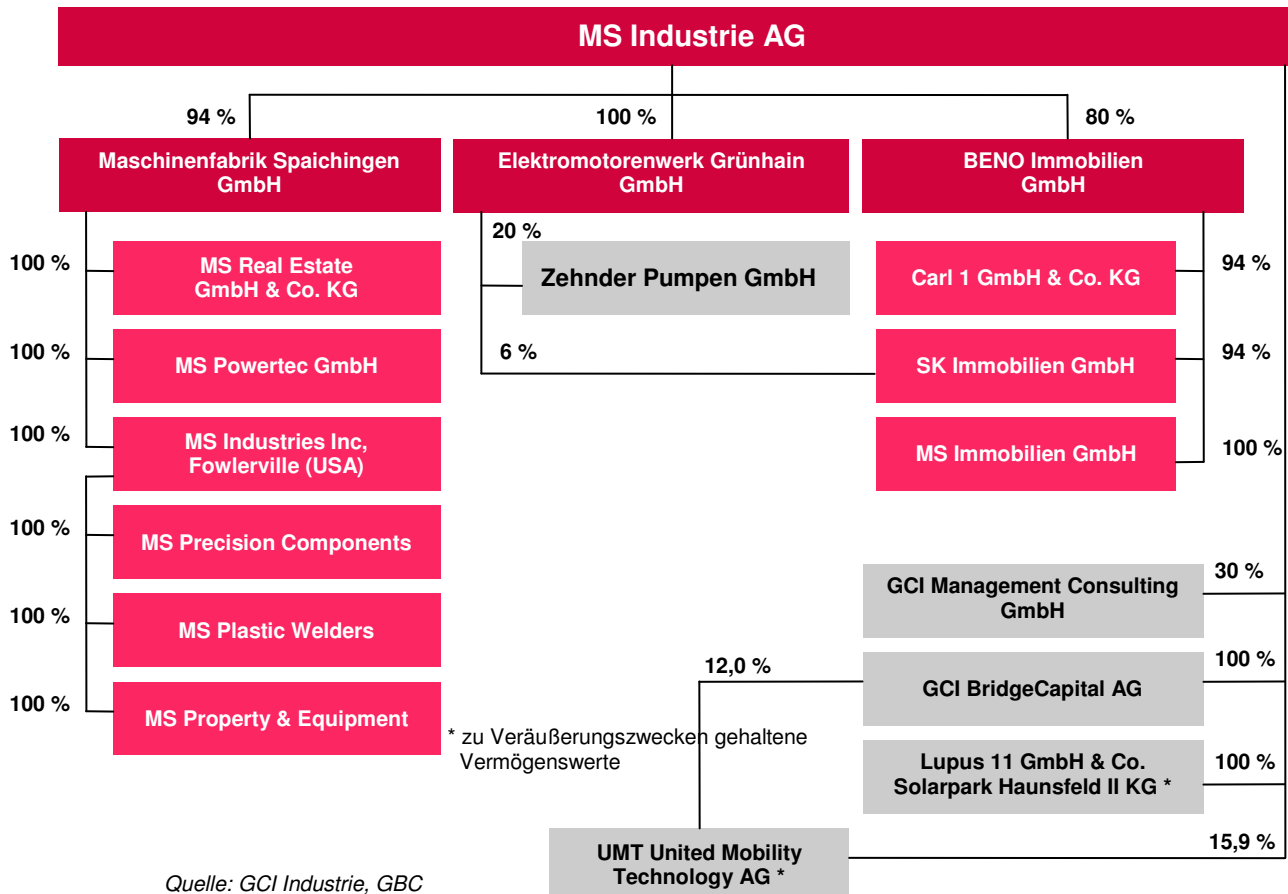 MS Industrie AG
94 %
100 %
80 %
Maschinenfabrik Spaichingen
GmbH
Elektromotorenwerk Grünhain
GmbH
BENO Immobilien
GmbH
100 %
MS Real Estate
GmbH & Co. KG
100 %
MS Powertec GmbH
100 %
MS Industries Inc,
Fowlerville (USA)
100 %
MS Precision Components
100 %
MS Plastic Welders
100 %
MS Property & Equipment
20 %
Zehnder Pumpen GmbH
6 %
Carl 1 GmbH & Co. KG
94 %
SK Immobilien GmbH
94 %
MS Immobilien GmbH
100 %
GCI Management Consulting
GmbH
30 %
12,0 %
GCI BridgeCapital AG
100 %
* zu Veräußerungszwecken gehaltene
Vermögenswerte
Lupus 11 GmbH & Co.
Solarpark Haunsfeld II KG *
100 %
UMT United Mobility
Technology AG *
15,9 %
Quelle: GCI Industrie, GBC